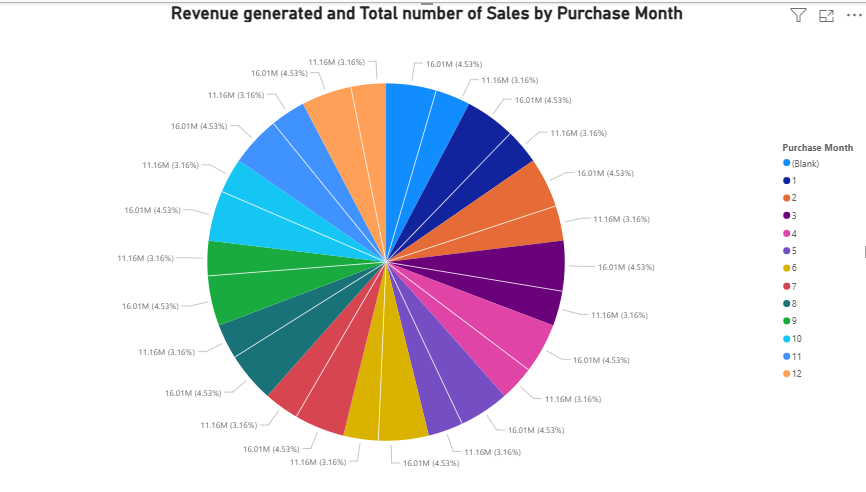 Revenue generated and Total number of Sales by Purchase Month
16.01M (4.53%)
11.16M (3.16%)
16.01M (4.53%)
11.16M (3.16%)
16.01M (4.53%)
11.16M (3.16%)
16.01M (4.53%)
11.16M (3.16%)
16.01M (4.53%)
11.16M (3.16%)
16.01M (4.53%)
11.16M (3.16%)
16.01M (4.53%)
11.16M (3.16%)
16.01M (4.53%)
11.16M (3.16%)
16.01M (4.53%)
11.16M (3.16%)
16.01M (4.53%)
11.16M (3.16%)
16.01M (4.53%)
11.16M (3.16%)
16.01M (4.53%)
11.16M (3.16%)
16.01M (4.53%)
11.16M (3.16%)
Purchase Month
(Blank)
1
2
3
4
5
6
7
8
9
10
11
12